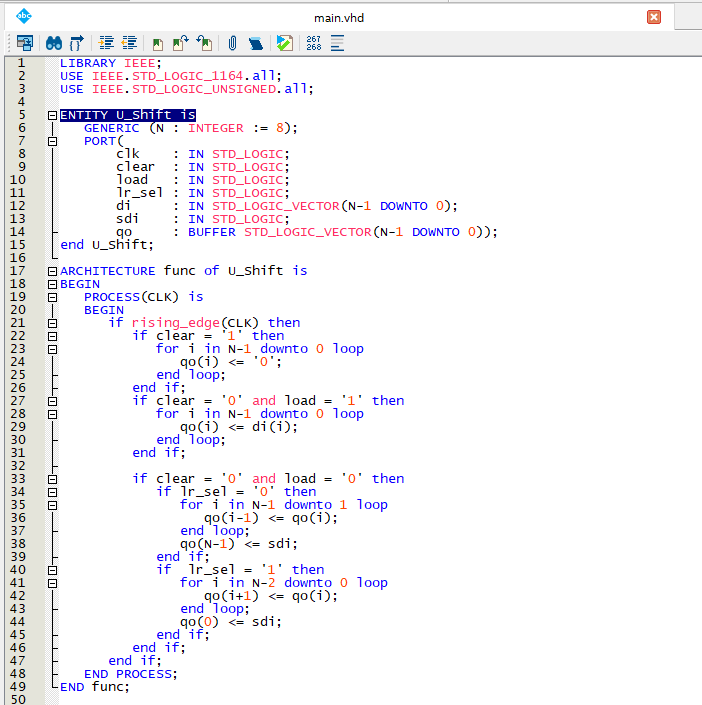 abc
main.vhd
267
268
1 LIBRARY IEEE;
2 USE IEEE.STD_LOGIC_1164.all;
3 USE IEEE.STD_LOGIC_UNSIGNED.all;
4
5 ENTITY U_Shift is
6 GENERIC (N : INTEGER := 8);
7 PORT(
8 clk : IN STD_LOGIC;
9 clear : IN STD_LOGIC;
10 load : IN STD_LOGIC;
11 lr_sel : IN STD_LOGIC;
12 di : IN STD_LOGIC_VECTOR(N-1 DOWNTO 0);
13 sdi : IN STD_LOGIC;
14 qo : BUFFER STD_LOGIC_VECTOR(N-1 DOWNTO 0));
15 end U_Shift;
16
17 ARCHITECTURE func of U_Shift is
18 BEGIN
19 PROCESS(CLK) is
20 BEGIN
21 if rising_edge(CLK) then
22 if clear = '1' then
23 for i in N-1 downto 0 loop
24 qo(i) <= '0';
25 end loop;
26 end if;
27 if clear = '0' and load = '1' then
28 for i in N-1 downto 0 loop
29 qo(i) <= di(i);
30 end loop;
31 end if;
32
33 if clear = '0' and load = '0' then
34 if lr_sel = '0' then
35 for i in N-1 downto 1 loop
36 qo(i-1) <= qo(i);
37 end loop;
38 qo(N-1) <= sdi;
39 end if;
40 if lr_sel = '1' then
41 for i in N-2 downto 0 loop
42 qo(i+1) <= qo(i);
43 end loop;
44 qo(0) <= sdi;
45 end if;
46 end if;
47 end if;
48 END PROCESS;
49 END func;
50